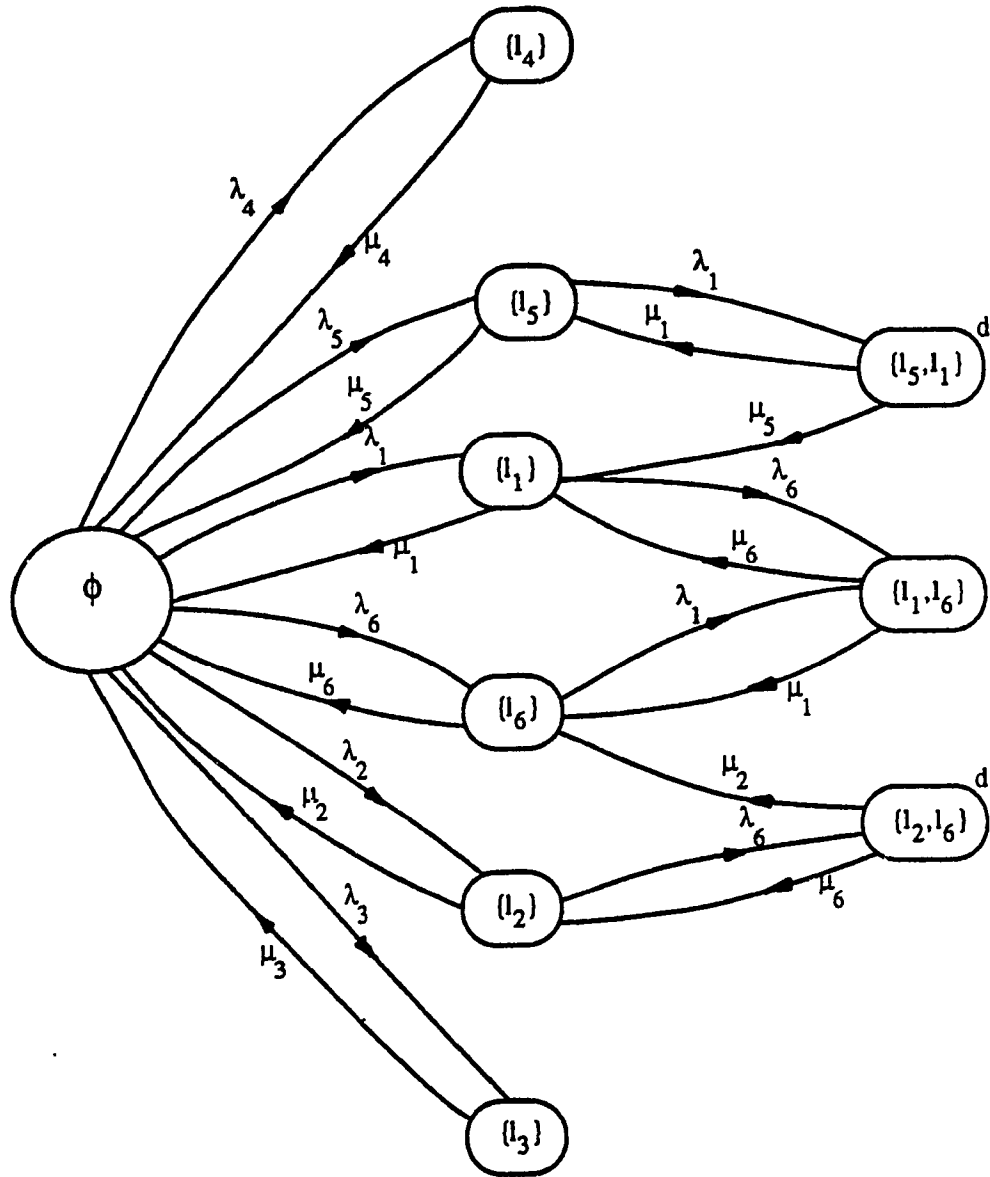 {l₄}
λ₄
μ₄
λ₁
{l₅}
λ₅
μ₁
d
{l₅,l₁}
μ₅
μ₅
λ₁
{l₁}
λ₆
μ₆
μ₁
ϕ
{l₁,l₆}
λ₆
λ₁
μ₆
{l₆}
μ₁
λ₂
μ₂
d
μ₂
{l₂,l₆}
λ₆
λ₃
{l₂}
μ₆
μ₃
{l₃}